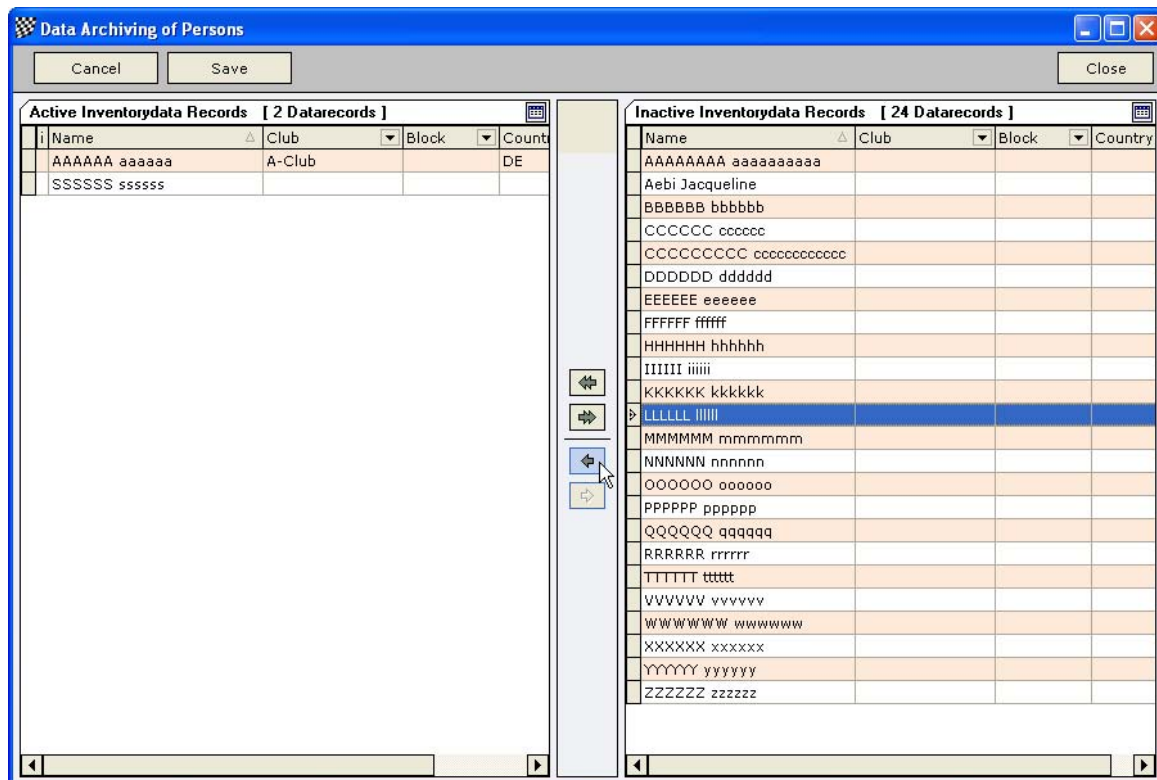 Data Archiving of Persons
Cancel Save Close
Active Inventorydata Records [ 2 Datarecords ]
i Name Club Block Countr
AAAAAA aaaaaa A-Club DE
SSSSSS ssssss
Inactive Inventorydata Records [ 24 Datarecords ]
Name Club Block Country
AAAAAAAA aaaaaaaaaa
Aebi Jacqueline
BBBBBB bbbbbb
CCCCCC cccccc
CCCCCCCCC cccccccccccc
DDDDDD dddddd
EEEEEE eeeeee
FFFFFF ffffff
HHHHHH hhhhhh
IIIIII iiiiii
KKKKKK kkkkkk
LLLLLL llllll
MMMMMM mmmmmm
NNNNNN nnnnnn
OOOOOO oooooo
PPPPPP pppppp
QQQQQQ qqqqqq
RRRRRR rrrrrr
TTTTTT tttttt
VVVVVV vvvvvv
WWWWWW wwwwww
XXXXXX xxxxxx
YYYYYY yyyyyy
ZZZZZZ zzzzzz